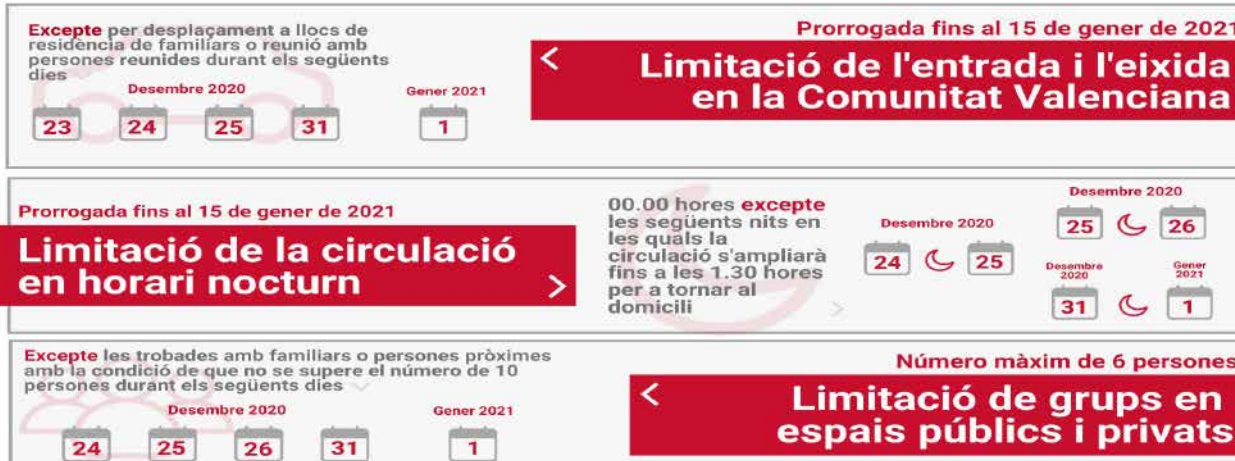 Excepte per desplaçament a llocs de
residència de familiars o reunió amb
persones reunides durant els següents
dies
Desembre 2020
Gener 2021
23 24 25 31 1
Prorrogada fins al 15 de gener de 2021
< Limitació de l'entrada i l'eixida
en la Comunitat Valenciana
Prorrogada fins al 15 de gener de 2021
Limitació de la circulació
en horari nocturn >
00.00 hores excepte
les següents nits en
les quals la
circulació s'ampliarà
fins a les 1.30 hores
per a tornar al
domicili
Desembre 2020
24 25
Desembre 2020
25 26
Desembre
2020
Gener
2021
31 1
Excepte les trobades amb familiars o persones pròximes
amb la condició de que no se supere el número de 10
persones durant els següents dies
Desembre 2020
Gener 2021
24 25 26 31 1
Número màxim de 6 persones
< Limitació de grups en
espais públics i privats